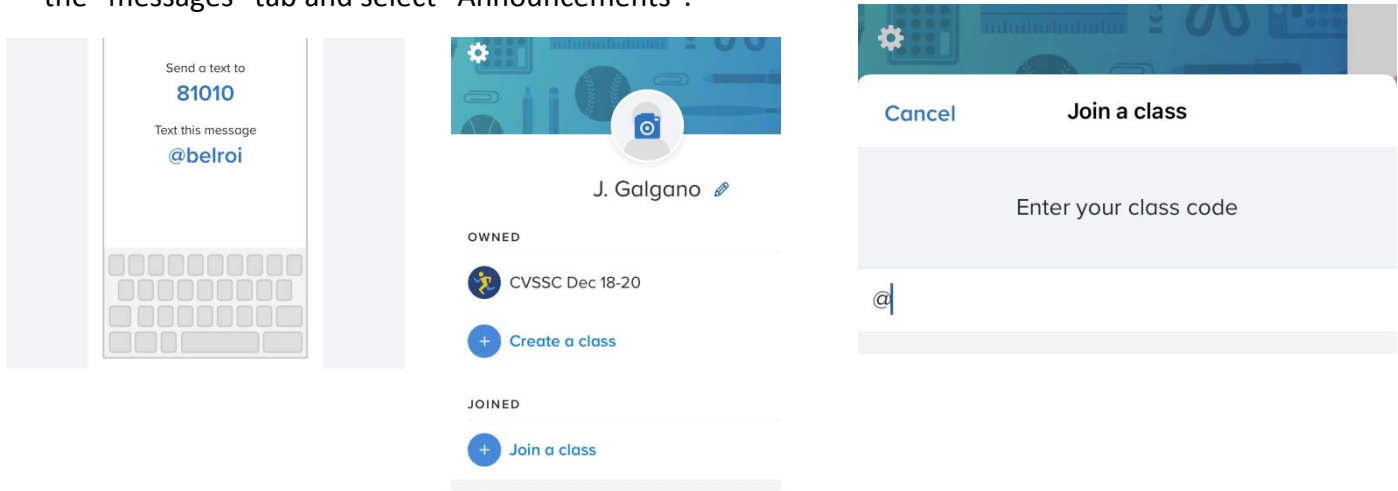 the "messages" tab and select "Announcements".
Send a text to
81010
Text this message
@belroi
J. Galgano
OWNED
CVSSC Dec 18-20
+ Create a class
JOINED
+ Join a class
Cancel Join a class
Enter your class code
@